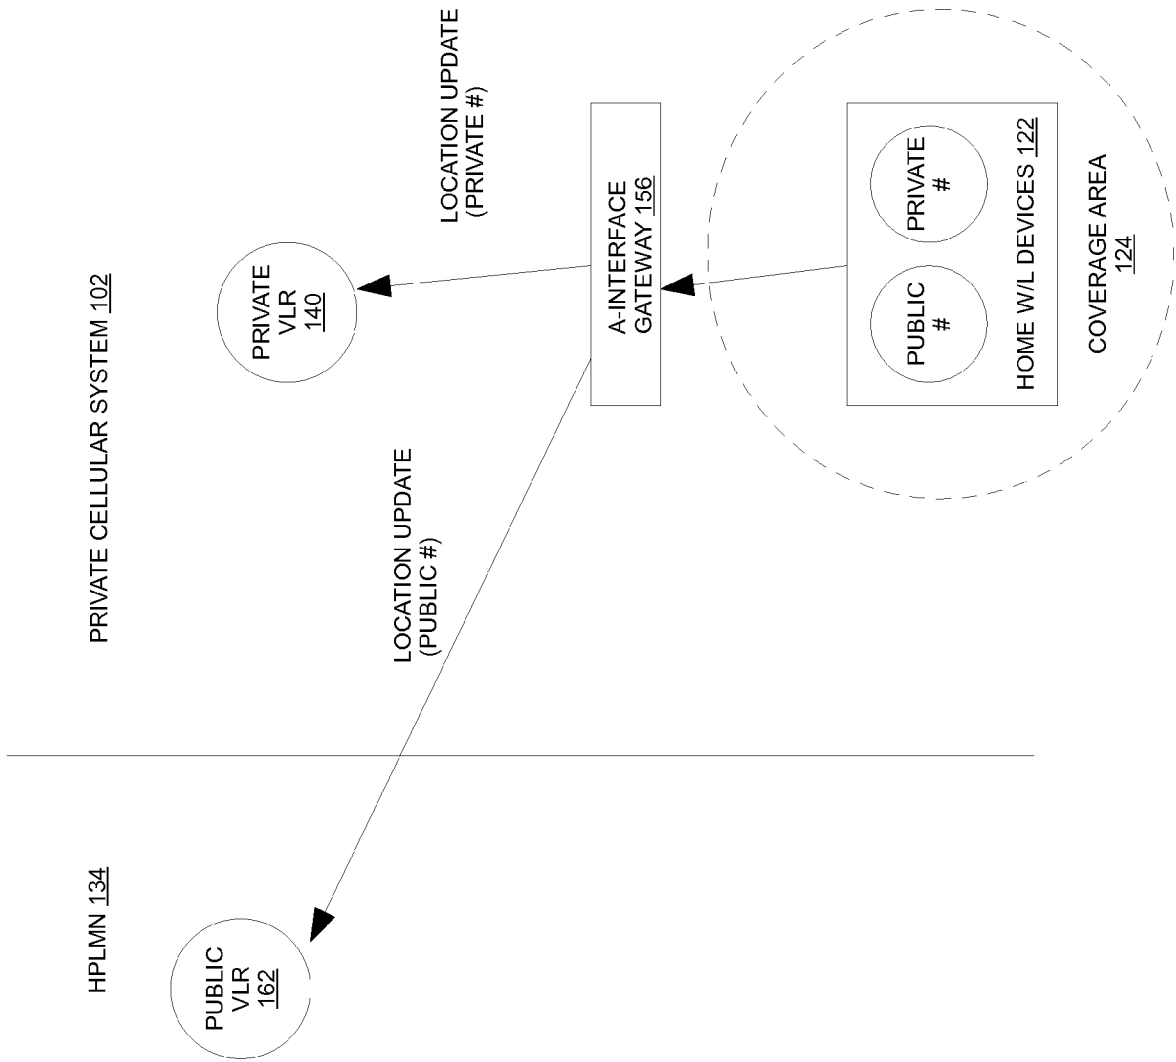 HPLMN 134
PRIVATE CELLULAR SYSTEM 102
PUBLIC
VLR
162
PRIVATE
VLR
140
LOCATION UPDATE
(PUBLIC #)
LOCATION UPDATE
(PRIVATE #)
A-INTERFACE
GATEWAY 156
PUBLIC
#
PRIVATE
#
HOME W/L DEVICES 122
COVERAGE AREA
124